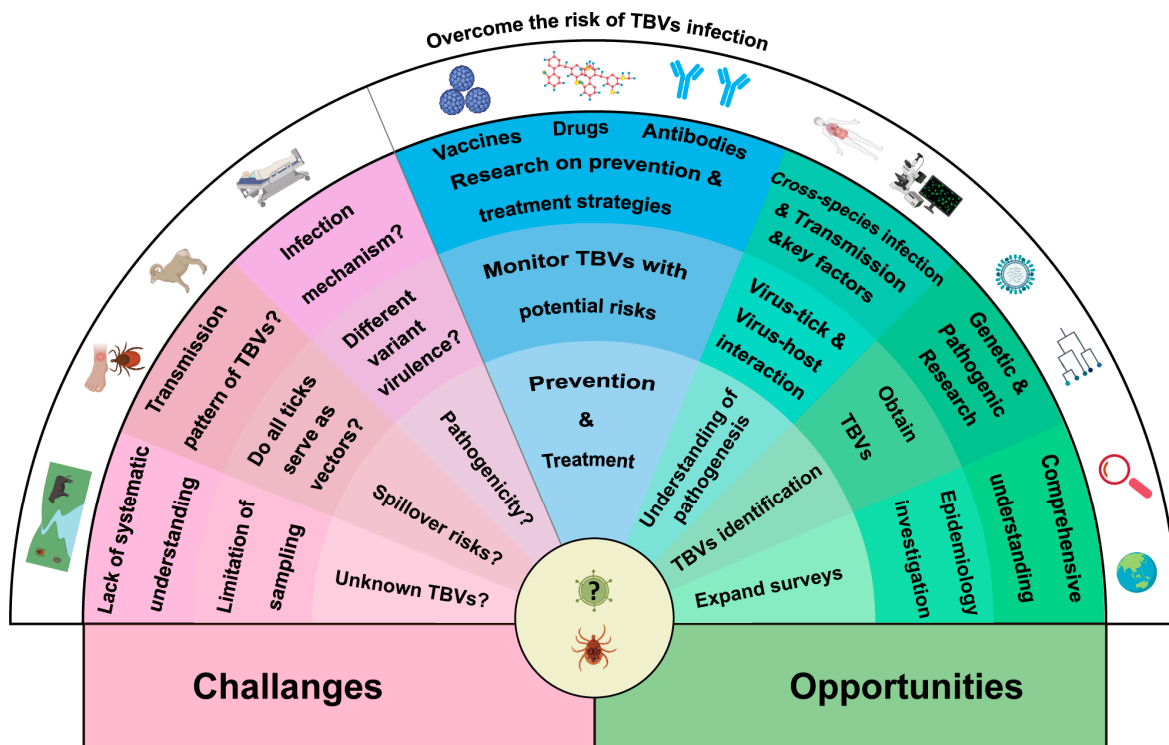 Overcome the risk of TBVs infection
Vaccines
Drugs
Antibodies
Research on prevention &
treatment strategies
Monitor TBVs with
potential risks
Prevention
&
Treatment
Infection
mechanism?
Different
variant
virulence?
Pathogenicity?
Transmission
pattern of TBVs?
Do all ticks
serve as
vectors?
Spillover risks?
Lack of systematic
understanding
Limitation of
sampling
Unknown TBVs?
Cross-species infection
& Transmission
&key factors
Virus-tick &
Virus-host
interaction
Understanding of
pathogenesis
Genetic &
Pathogenic
Research
Obtain
TBVs
TBVs identification
Comprehensive
understanding
Epidemiology
investigation
Expand surveys
?
Challanges
Opportunities